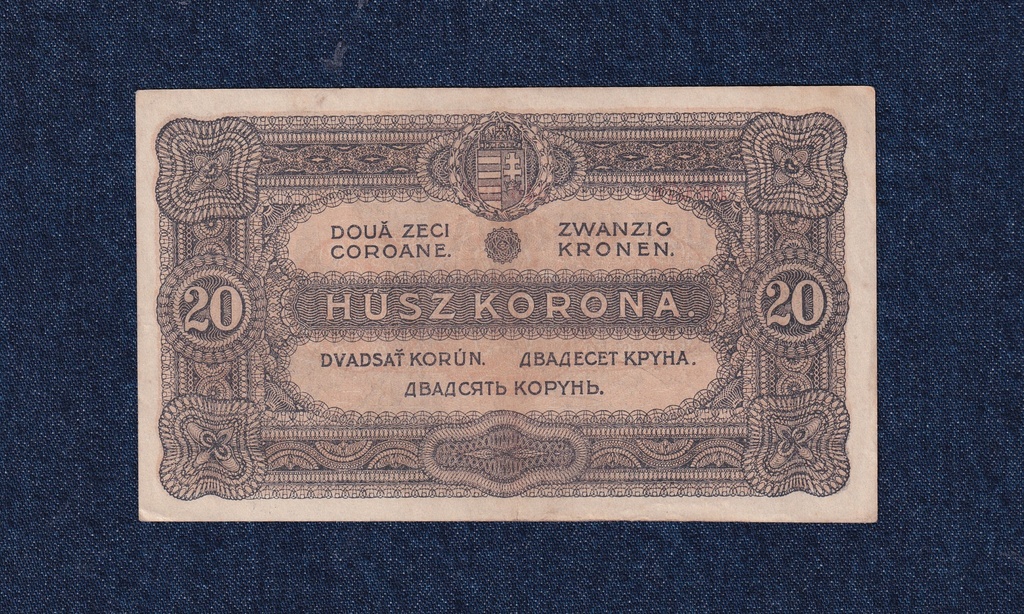 DOUĂ ZECI
COROANE.
ZWANZIG
KRONEN.
20
HÚSZ KORONA.
20
DVADSAŤ KORÚN.
ДВАДЕСЕТ КРУНА.
ДВАДСЯТЬ КОРУНЬ.